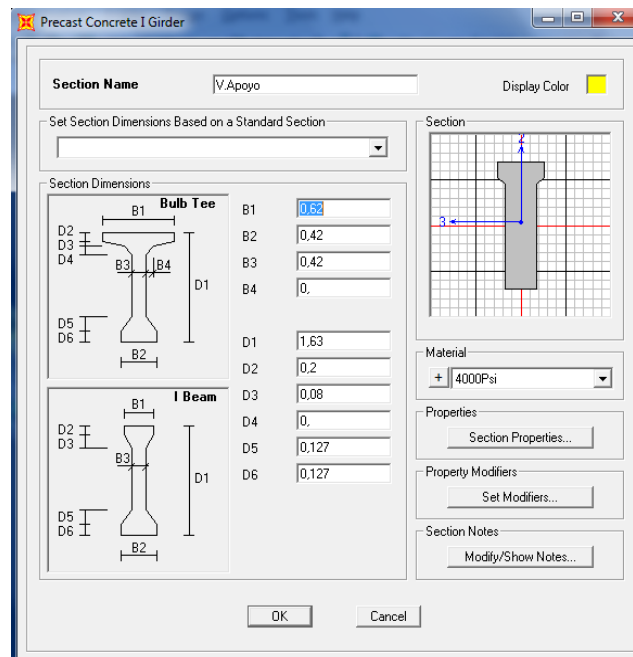 Precast Concrete I Girder
Section Name V.Apoyo Display Color
Set Section Dimensions Based on a Standard Section
Section
2
3
Section Dimensions
Bulb Tee
B1
D2
D3
D4
B3 B4
D1
D5
D6
B2
I Beam
B1
D2
D3
B3
D1
D5
D6
B2
B1 0,62
B2 0,42
B3 0,42
B4 0,
D1 1,63
D2 0,2
D3 0,08
D4 0,
D5 0,127
D6 0,127
Material
+ 4000Psi
Properties
Section Properties...
Property Modifiers
Set Modifiers...
Section Notes
Modify/Show Notes...
OK Cancel